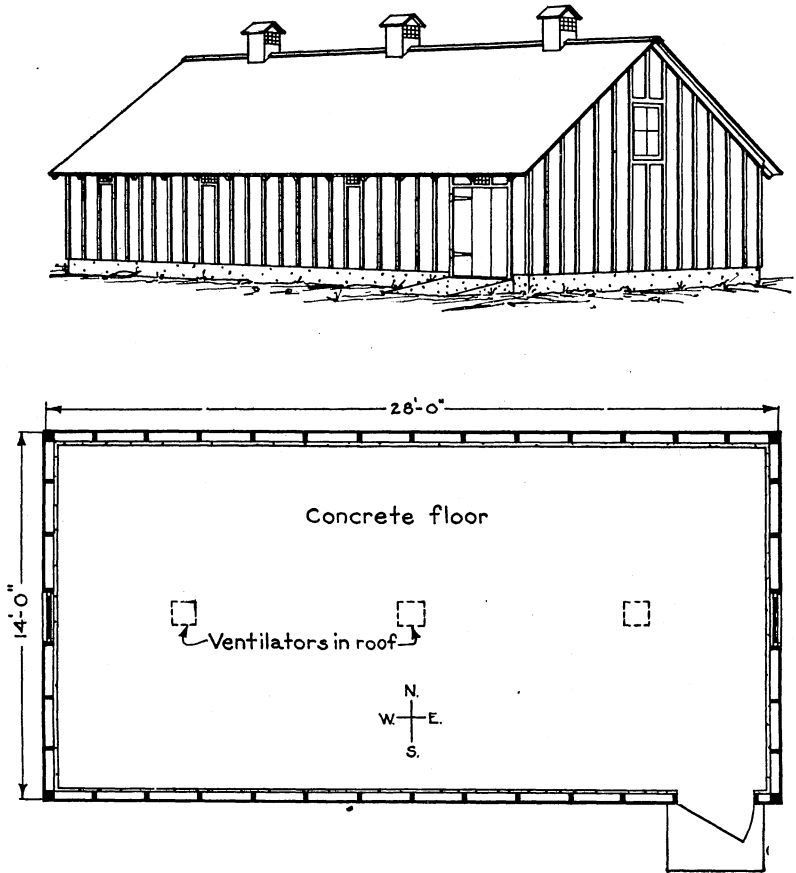 28'-0"
Concrete floor
14'-0"
Ventilators in roof
N.
W. E.
S.